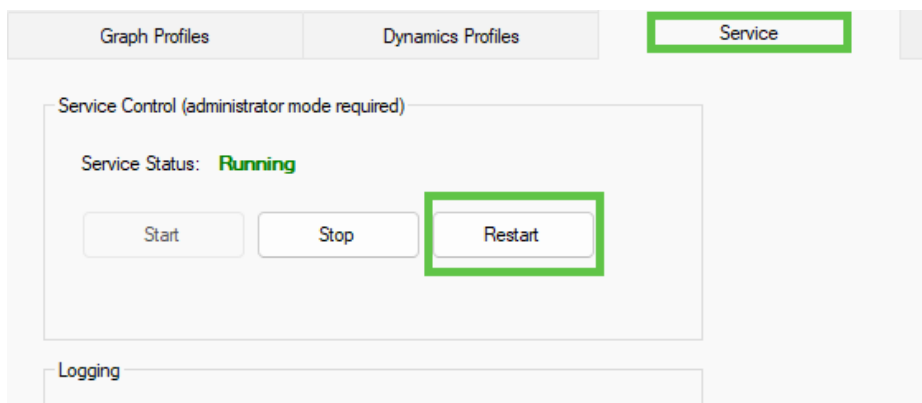 Graph Profiles
Dynamics Profiles
Service
Service Control (administrator mode required)
Service Status: Running
Start
Stop
Restart
Logging